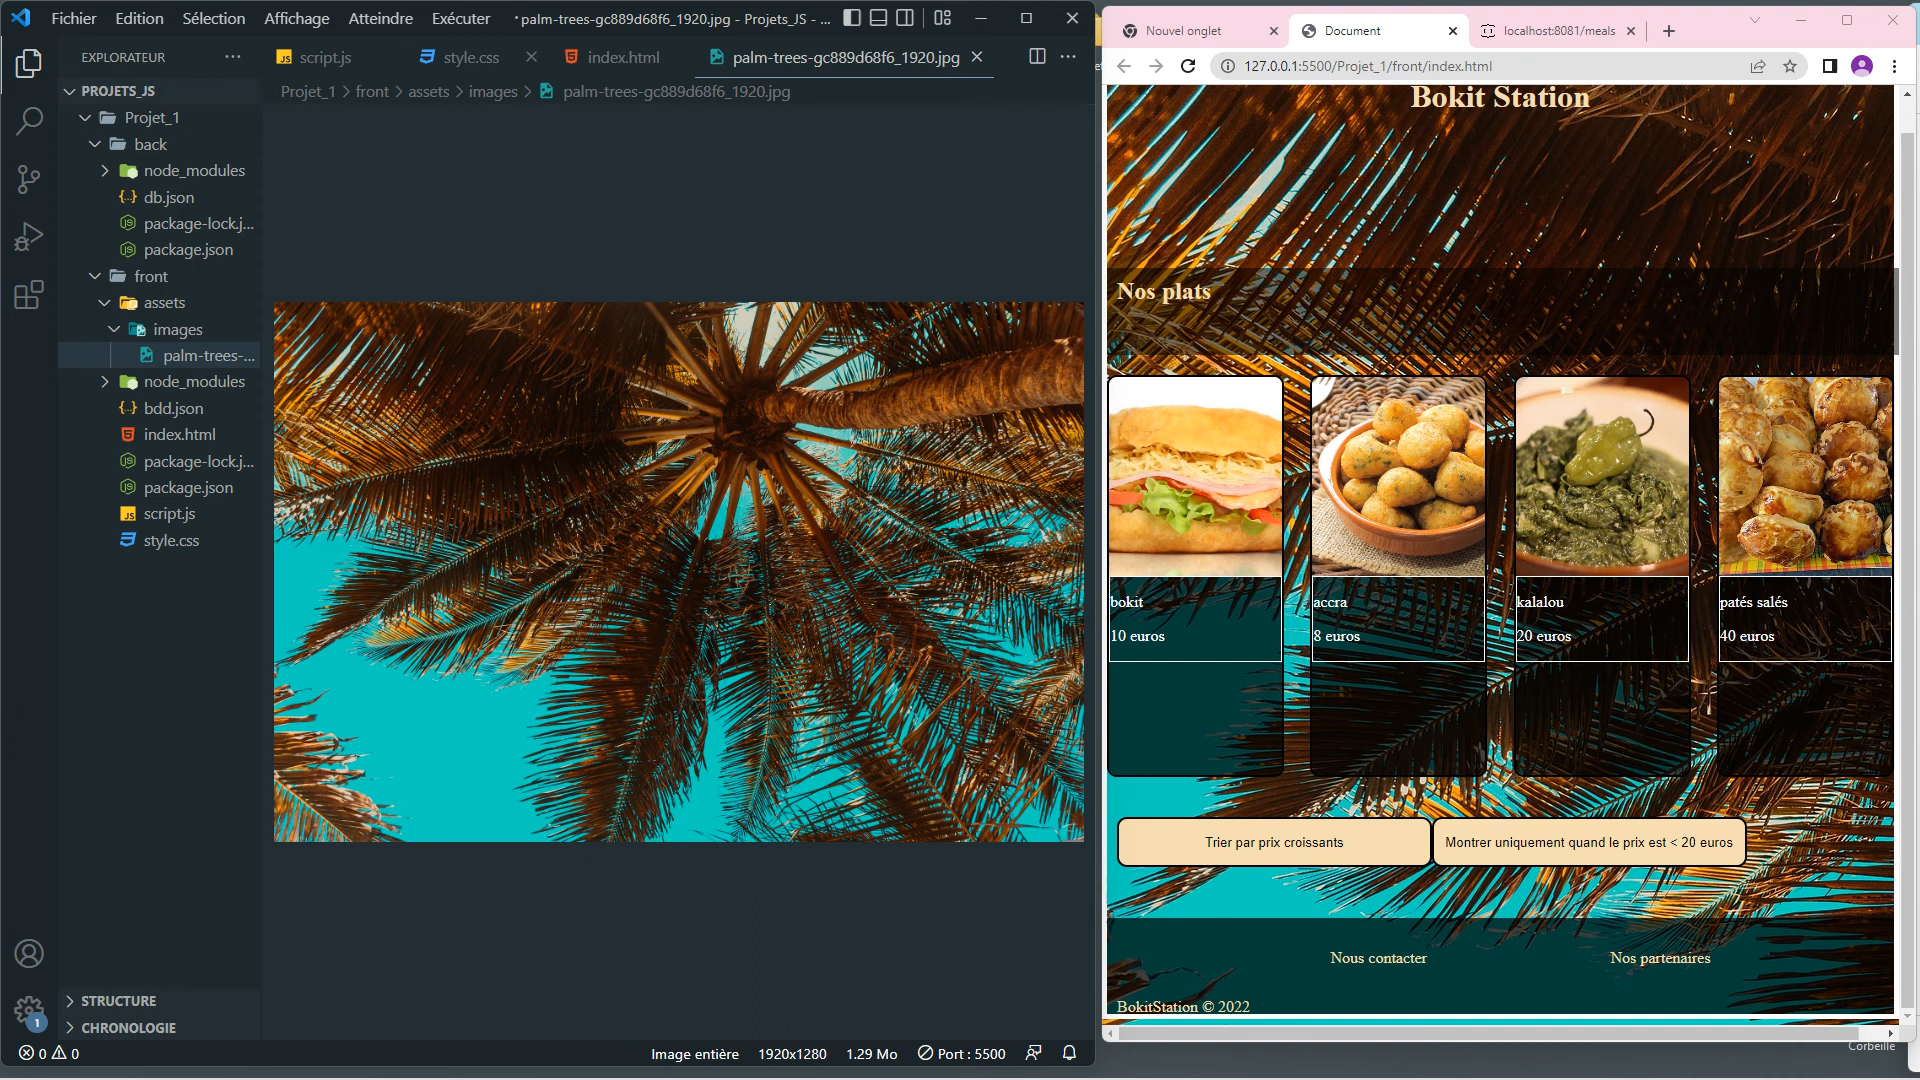 Fichier Edition Sélection Affichage Atteindre Exécuter palm-trees-gc889d68f6_1920.jpg - Projets_JS - ...
EXPLORATEUR
script.js
style.css
index.html
palm-trees-gc889d68f6_1920.jpg
Projet_1 > front > assets > images > palm-trees-gc889d68f6_1920.jpg
PROJETS_JS
Projet_1
back
node_modules
db.json
package-lock.j...
package.json
front
assets
images
palm-trees-...
node_modules
bdd.json
index.html
package-lock.j...
package.json
script.js
style.css
STRUCTURE
CHRONOLOGIE
1
0 0
Image entière 1920x1280 1.29 Mo Port : 5500
Nouvel onglet
Document
localhost:8081/meals
127.0.0.1:5500/Projet_1/front/index.html
Bokit Station
Nos plats
bokit
10 euros
accra
8 euros
kalalou
20 euros
patés salés
40 euros
Trier par prix croissants
Montrer uniquement quand le prix est < 20 euros
Nous contacter
Nos partenaires
BokitStation © 2022
Corbeille